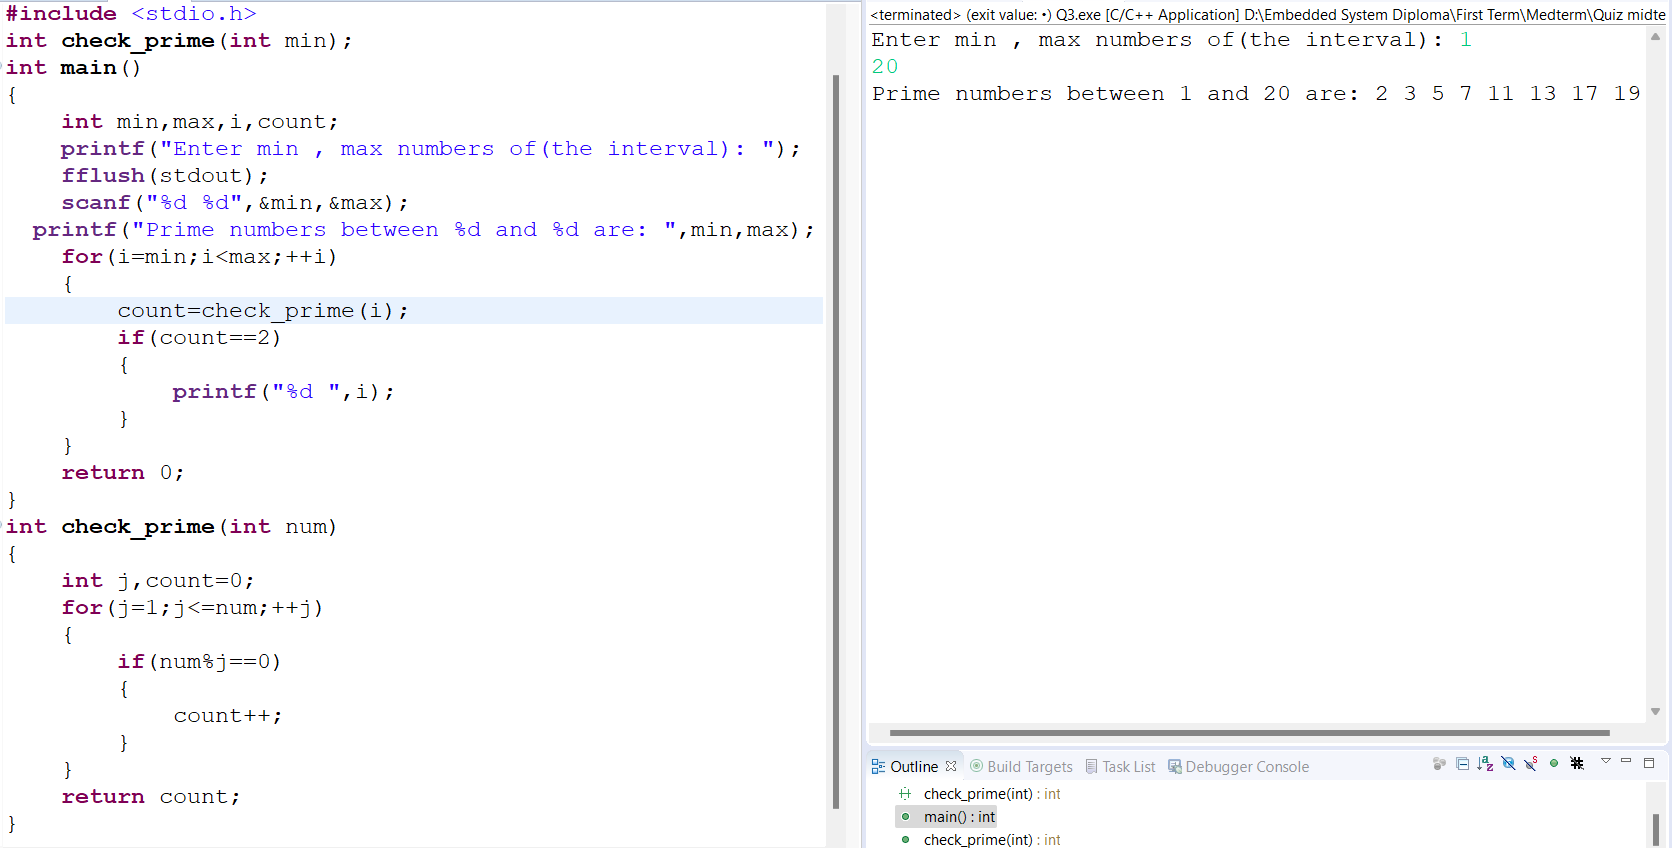 #include <stdio.h>
int check_prime(int min);
int main()
{
    int min,max,i,count;
    printf("Enter min , max numbers of(the interval): ");
    fflush(stdout);
    scanf("%d %d",&min,&max);
  printf("Prime numbers between %d and %d are: ",min,max);
    for(i=min;i<max;++i)
    {
        count=check_prime(i);
        if(count==2)
        {
            printf("%d ",i);
        }
    }
    return 0;
}
int check_prime(int num)
{
    int j,count=0;
    for(j=1;j<=num;++j)
    {
        if(num%j==0)
        {
            count++;
        }
    }
    return count;
}
<terminated> (exit value: •) Q3.exe [C/C++ Application] D:\Embedded System Diploma\First Term\Medterm\Quiz midte
Enter min , max numbers of(the interval): 1
20
Prime numbers between 1 and 20 are: 2 3 5 7 11 13 17 19
Outline Build Targets Task List Debugger Console
check_prime(int) : int
main() : int
check_prime(int) : int